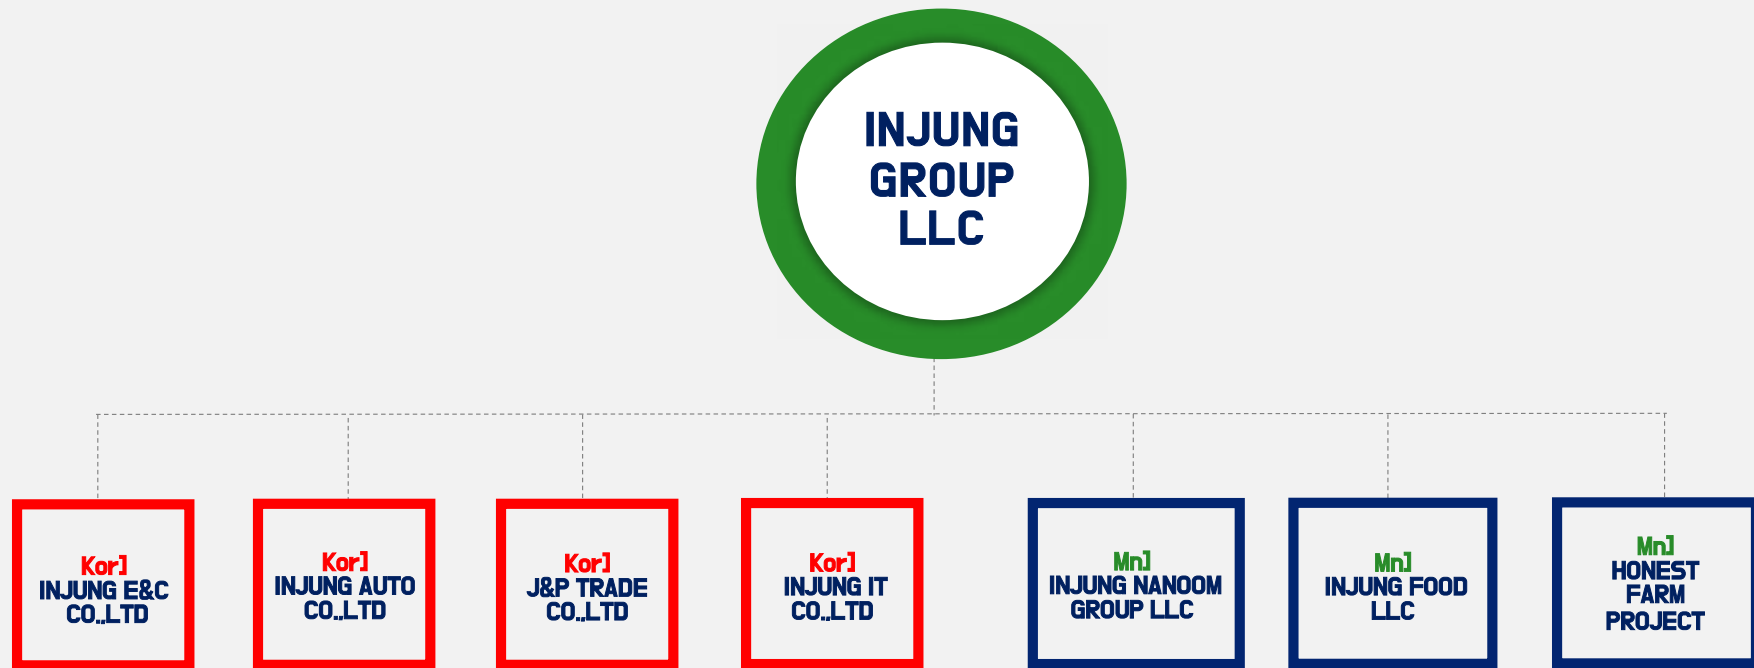 INJUNG
GROUP
LLC
Kor]
INJUNG E&C
CO.,LTD
Kor]
INJUNG AUTO
CO.,LTD
Kor]
J&P TRADE
CO.,LTD
Kor]
INJUNG IT
CO.,LTD
Mn]
INJUNG NANOOM
GROUP LLC
Mn]
INJUNG FOOD
LLC
Mn]
HONEST
FARM
PROJECT